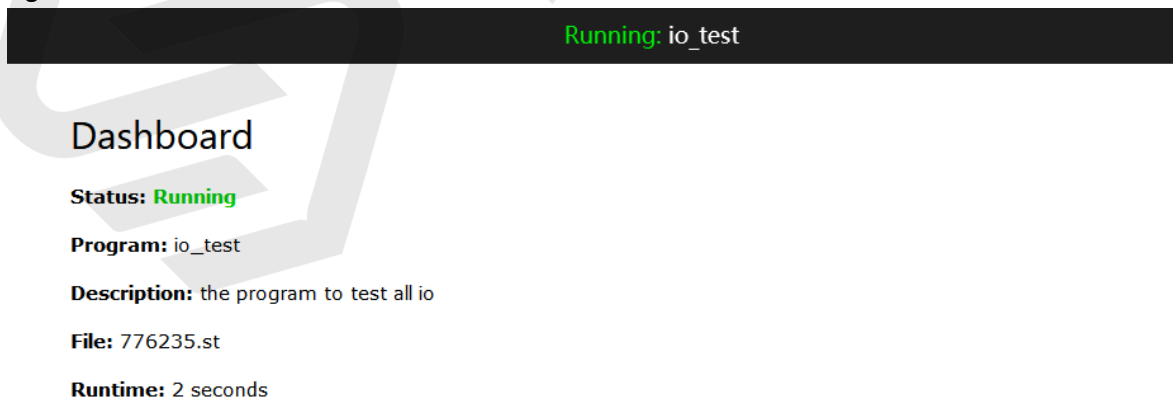 Running: io_test
Dashboard
Status: Running
Program: io_test
Description: the program to test all io
File: 776235.st
Runtime: 2 seconds